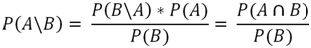 P(A\B) = P(B\A) * P(A) / P(B) = P(A ∩ B) / P(B)